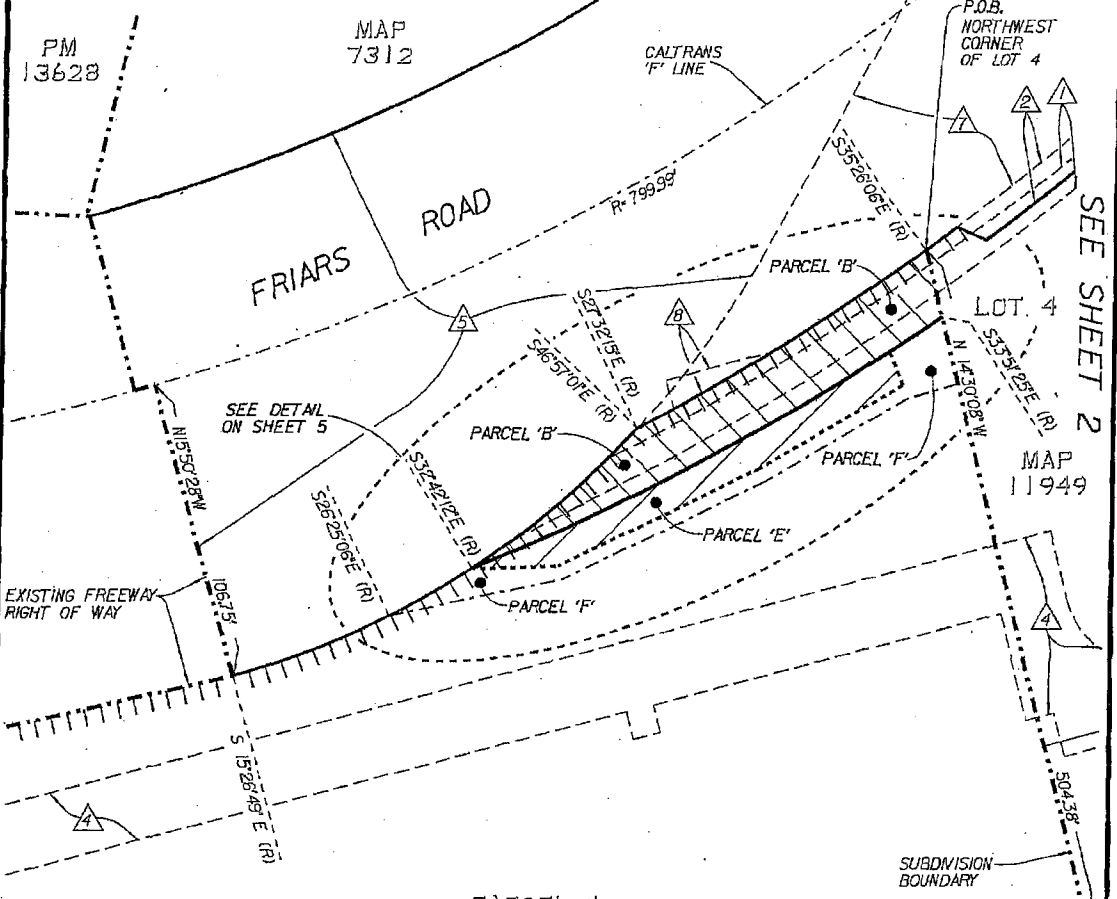 PM
13628
MAP
7312
CALTRANS
'F' LINE
P.O.B.
NORTHWEST
CORNER
OF LOT 4
2
1
7
S35°26'06"E (R)
R=799.99'
ROAD
FRIARS
PARCEL 'B'
LOT. 4
SEE SHEET 2
5
8
S27°32'15"E (R)
S46°57'01"E (R)
S33°51'25"E (R)
N 14°30'08" W
SEE DETAIL
ON SHEET 5
PARCEL 'B'
PARCEL 'F'
MAP
11949
N15°50'28"W
S32°42'12"E (R)
S26°25'06"E (R)
PARCEL 'E'
EXISTING FREEWAY
RIGHT OF WAY
106.75'
PARCEL 'F'
4
S 15°26'49" E (R)
4
504.38'
SUBDIVISION
BOUNDARY